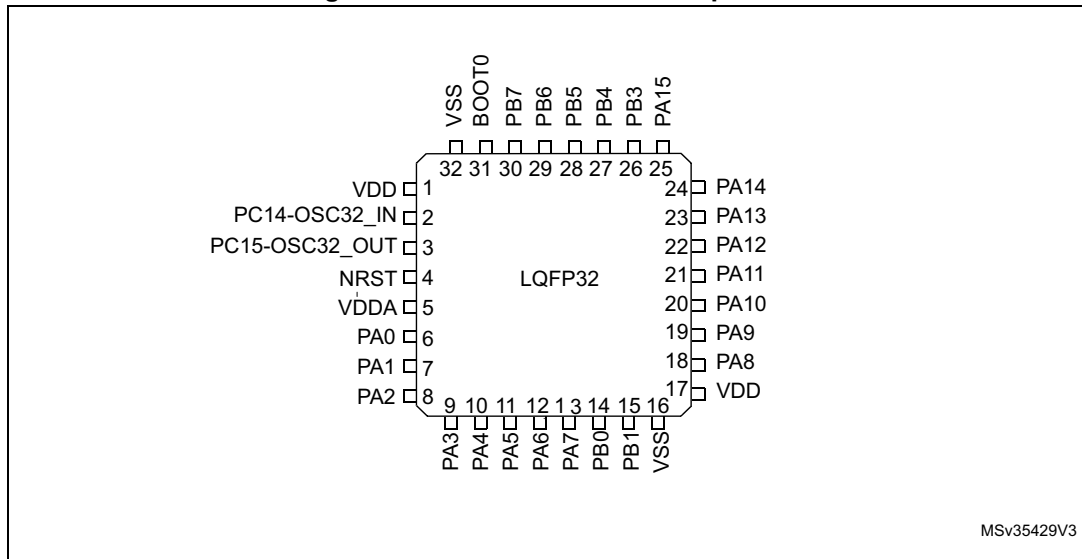 VSS
BOOT0
PB7
PB6
PB5
PB4
PB3
PA15
32 31 30 29 28 27 26 25
VDD 1
PC14-OSC32_IN 2
PC15-OSC32_OUT 3
NRST 4
VDDA 5
PA0 6
PA1 7
PA2 8
LQFP32
24 PA14
23 PA13
22 PA12
21 PA11
20 PA10
19 PA9
18 PA8
17 VDD
9 10 11 12 13 14 15 16
PA3
PA4
PA5
PA6
PA7
PB0
PB1
VSS
MSv35429V3